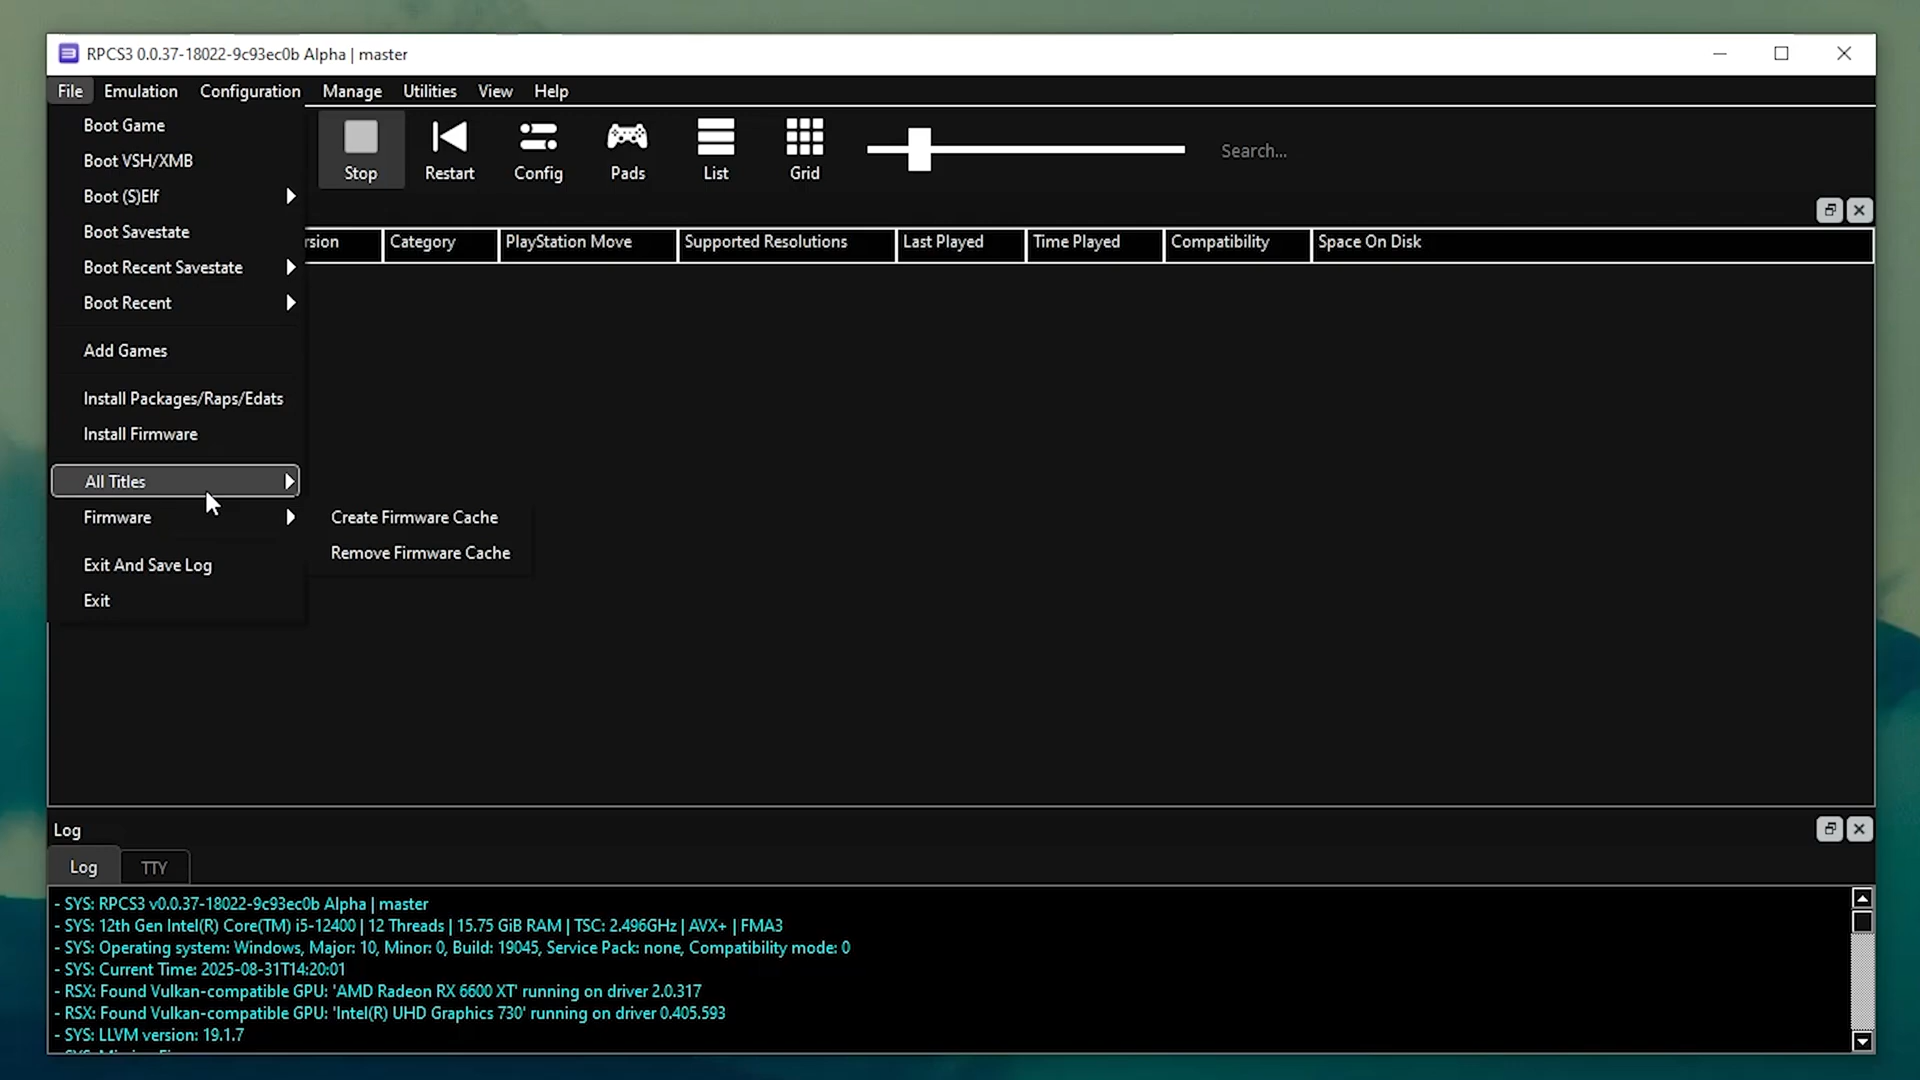 RPCS3 0.0.37-18022-9c93ec0b Alpha | master
File Emulation Configuration Manage Utilities View Help
Boot Game
Boot VSH/XMB
Boot (S)Elf
Boot Savestate
Boot Recent Savestate
Boot Recent
Add Games
Install Packages/Raps/Edats
Install Firmware
All Titles
Firmware
Exit And Save Log
Exit
Create Firmware Cache
Remove Firmware Cache
Stop Restart Config Pads List Grid Search...
rsion Category PlayStation Move Supported Resolutions Last Played Time Played Compatibility Space On Disk
Log
Log TTY
- SYS: RPCS3 v0.0.37-18022-9c93ec0b Alpha | master
- SYS: 12th Gen Intel(R) Core(TM) i5-12400 | 12 Threads | 15.75 GiB RAM | TSC: 2.496GHz | AVX+ | FMA3
- SYS: Operating system: Windows, Major: 10, Minor: 0, Build: 19045, Service Pack: none, Compatibility mode: 0
- SYS: Current Time: 2025-08-31T14:20:01
- RSX: Found Vulkan-compatible GPU: 'AMD Radeon RX 6600 XT' running on driver 2.0.317
- RSX: Found Vulkan-compatible GPU: 'Intel(R) UHD Graphics 730' running on driver 0.405.593
- SYS: LLVM version: 19.1.7